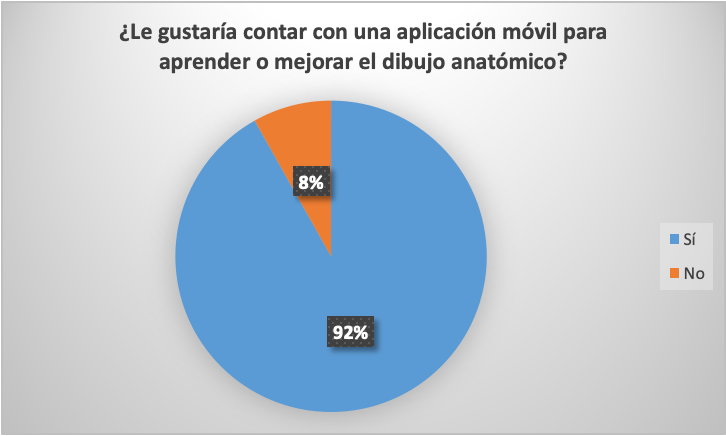 ¿Le gustaría contar con una aplicación móvil para
aprender o mejorar el dibujo anatómico?
8%
92%
Sí
No